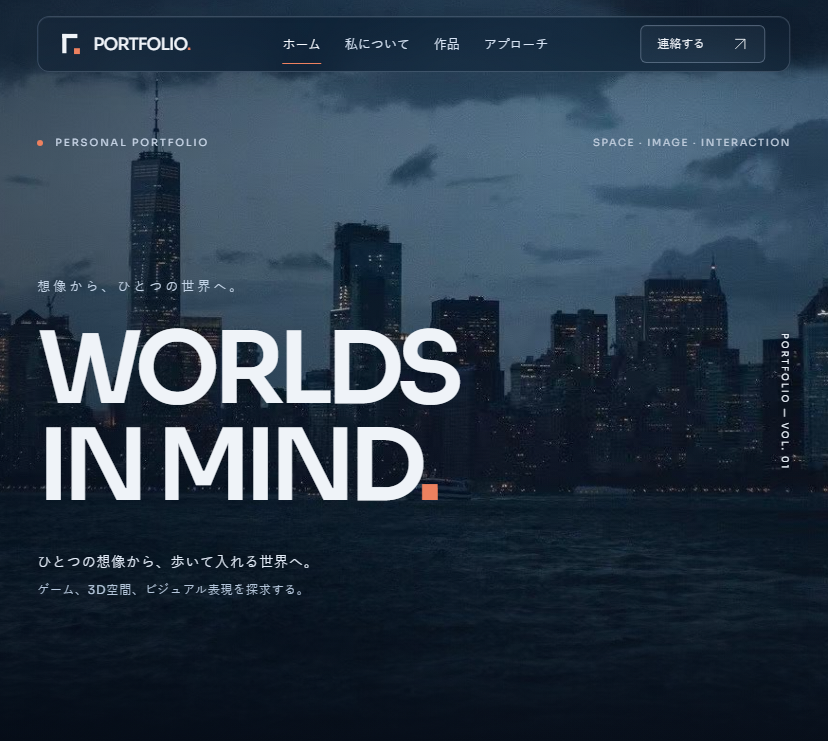 PORTFOLIO.
ホーム
私について
作品
アプローチ
連絡する
PERSONAL PORTFOLIO
SPACE · IMAGE · INTERACTION
想像から、ひとつの世界へ。
WORLDS
IN MIND.
PORTFOLIO — VOL. 01
ひとつの想像から、歩いて入れる世界へ。
ゲーム、3D空間、ビジュアル表現を探求する。